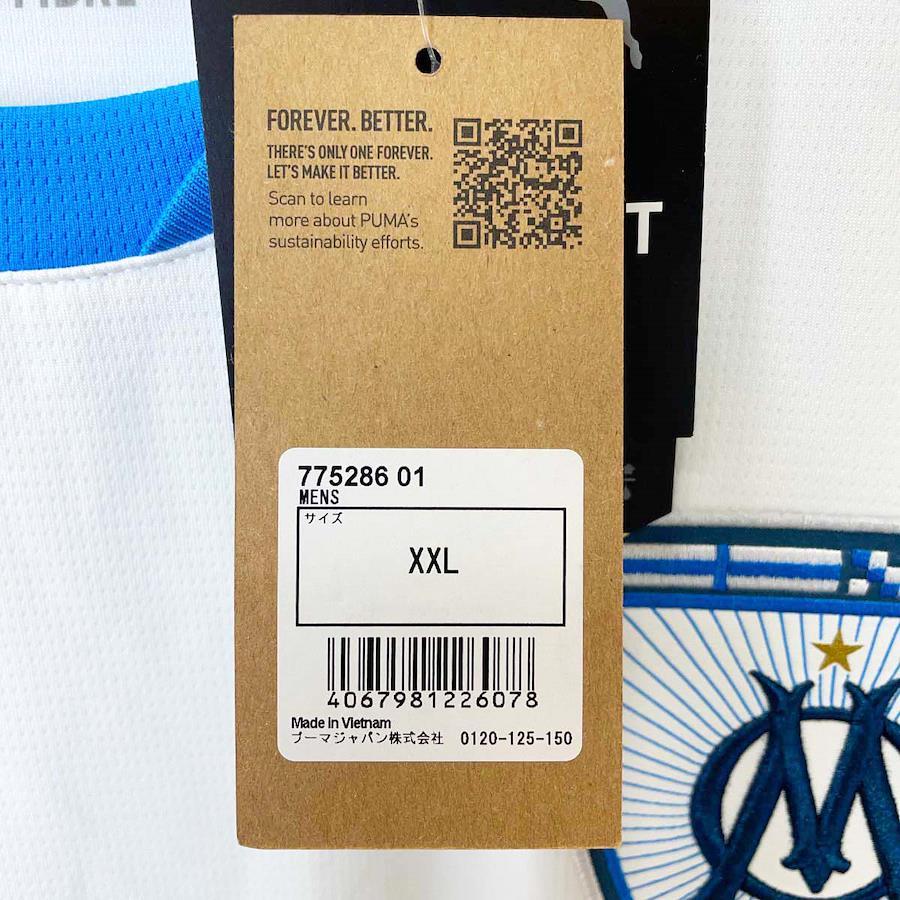 FOREVER. BETTER.
THERE'S ONLY ONE FOREVER.
LET'S MAKE IT BETTER.
Scan to learn
more about PUMA's
sustainability efforts.
T
775286 01
MENS
サイズ
XXL
4067981226078
Made in Vietnam
プーマジャパン株式会社 0120-125-150
M